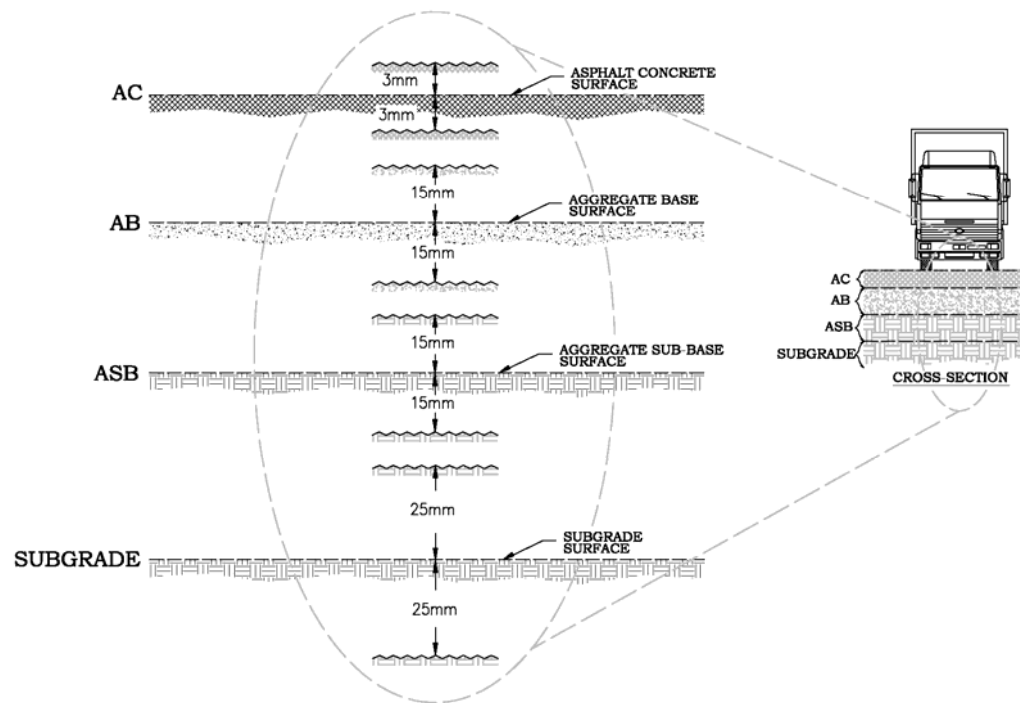 AC
3mm
3mm
ASPHALT CONCRETE
SURFACE
AB
15mm
15mm
AGGREGATE BASE
SURFACE
ASB
15mm
15mm
AGGREGATE SUB-BASE
SURFACE
SUBGRADE
25mm
25mm
SUBGRADE
SURFACE
AC
AB
ASB
SUBGRADE
CROSS-SECTION